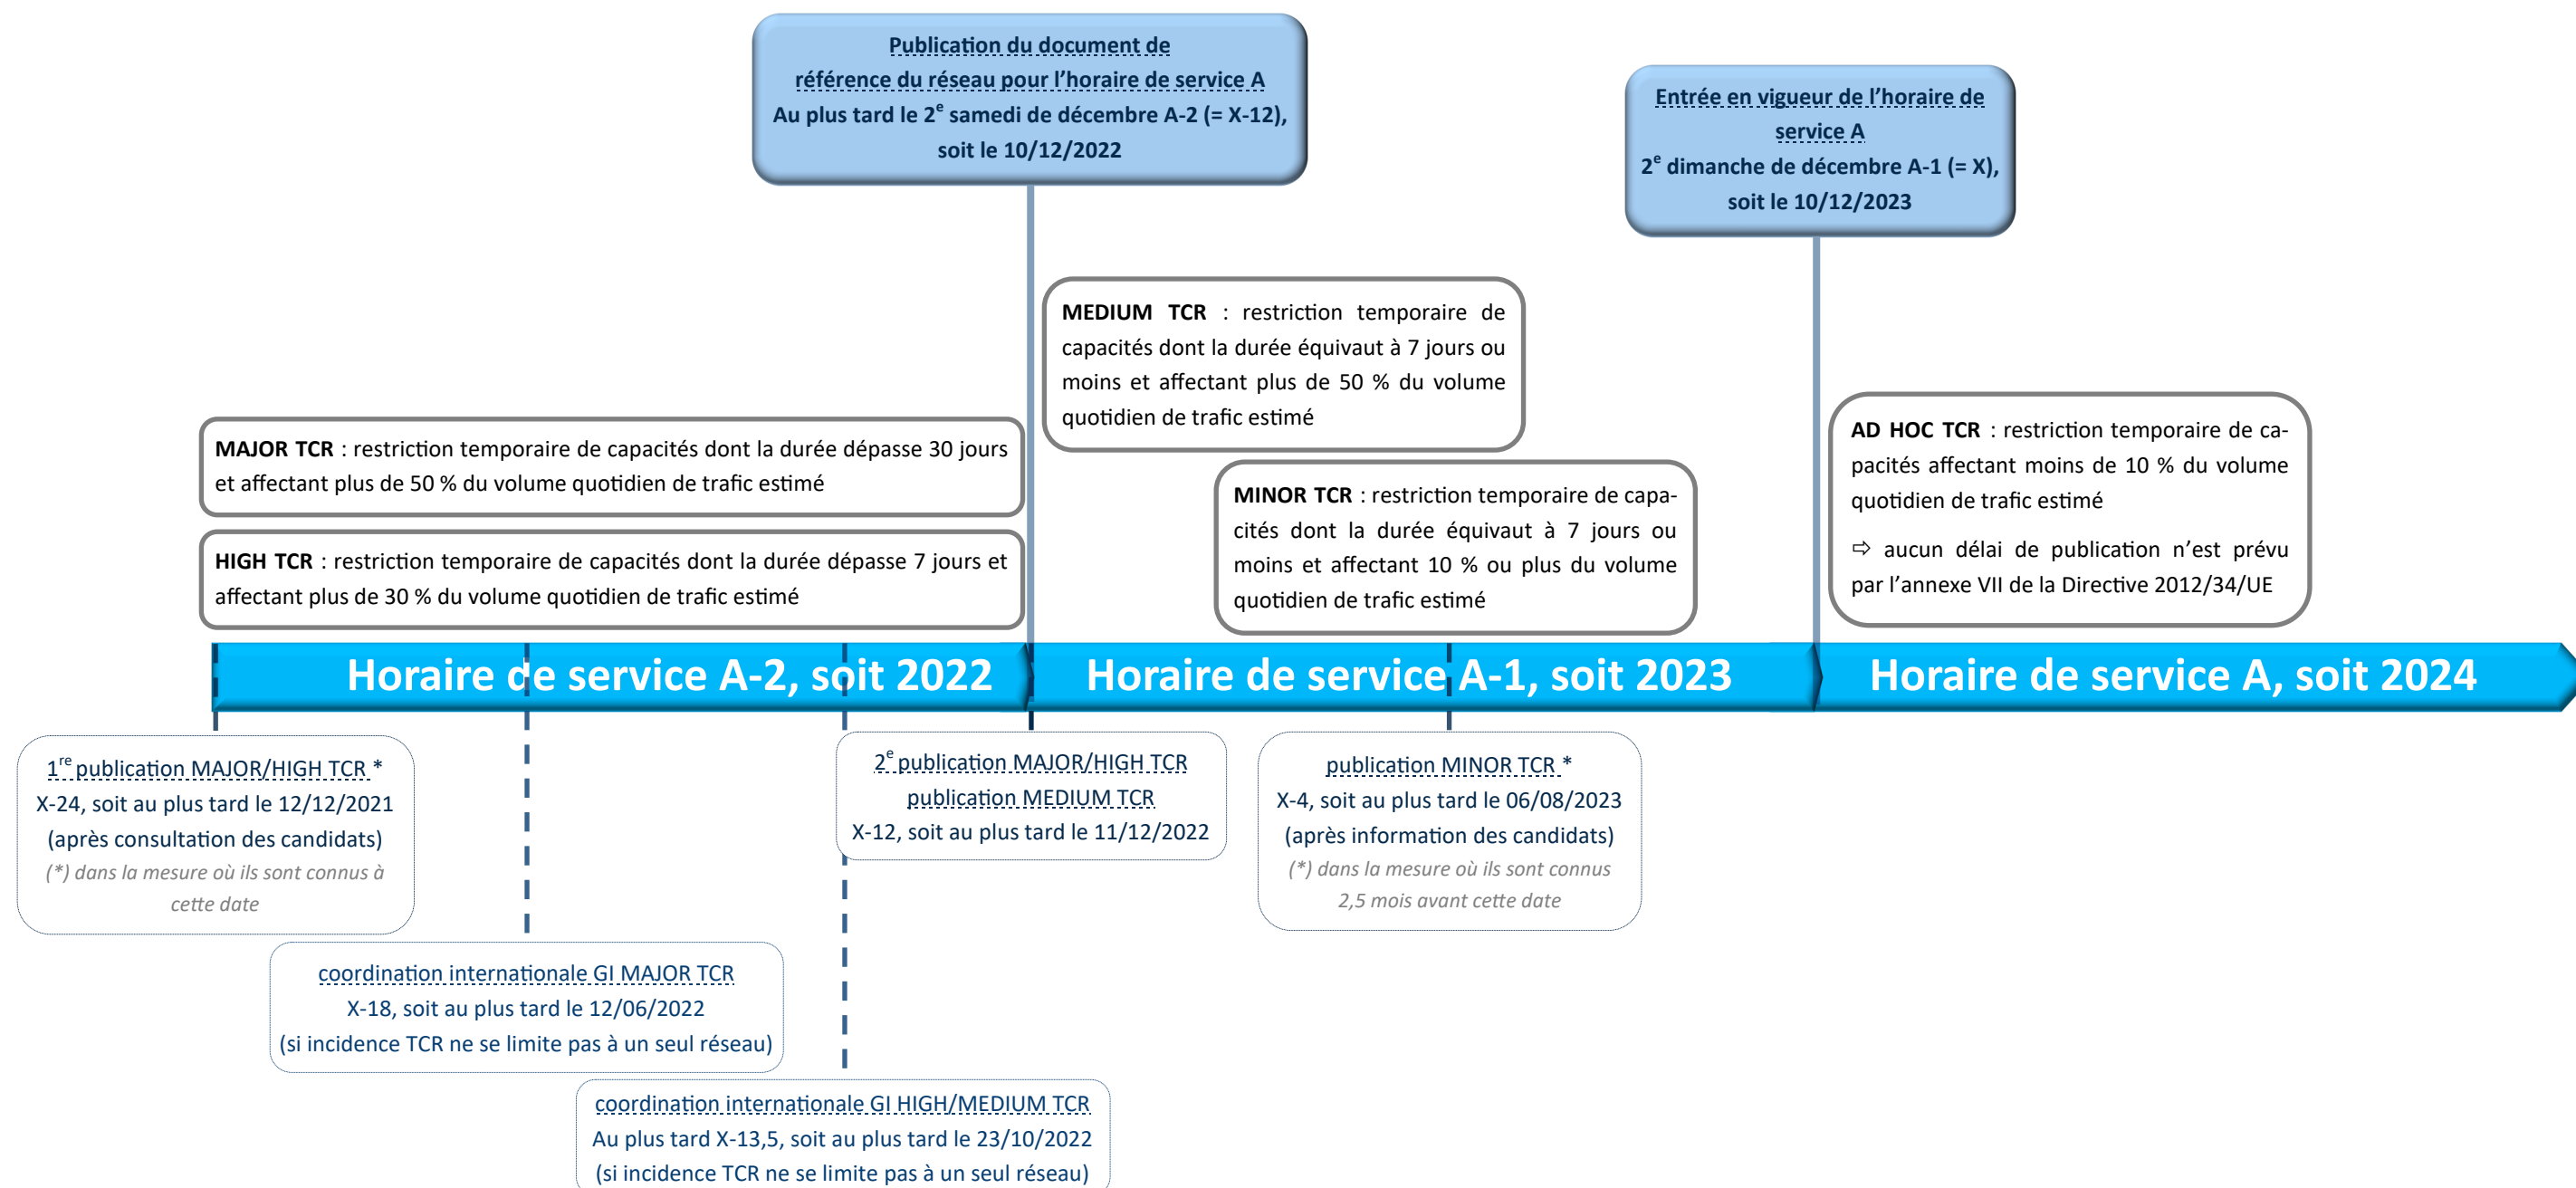 Publication du document de
référence du réseau pour l’horaire de service A
Au plus tard le 2e samedi de décembre A-2 (= X-12),
soit le 10/12/2022
Entrée en vigueur de l’horaire de
service A
2e dimanche de décembre A-1 (= X),
soit le 10/12/2023
MEDIUM TCR : restriction temporaire de
capacités dont la durée équivaut à 7 jours ou
moins et affectant plus de 50 % du volume
quotidien de trafic estimé
MAJOR TCR : restriction temporaire de capacités dont la durée dépasse 30 jours
et affectant plus de 50 % du volume quotidien de trafic estimé
HIGH TCR : restriction temporaire de capacités dont la durée dépasse 7 jours et
affectant plus de 30 % du volume quotidien de trafic estimé
MINOR TCR : restriction temporaire de capa-
cités dont la durée équivaut à 7 jours ou
moins et affectant 10 % ou plus du volume
quotidien de trafic estimé
AD HOC TCR : restriction temporaire de ca-
pacités affectant moins de 10 % du volume
quotidien de trafic estimé
⇨ aucun délai de publication n’est prévu
par l’annexe VII de la Directive 2012/34/UE
Horaire de service A-2, soit 2022
Horaire de service A-1, soit 2023
Horaire de service A, soit 2024
1re publication MAJOR/HIGH TCR *
X-24, soit au plus tard le 12/12/2021
(après consultation des candidats)
(*) dans la mesure où ils sont connus à
cette date
2e publication MAJOR/HIGH TCR
publication MEDIUM TCR
X-12, soit au plus tard le 11/12/2022
publication MINOR TCR *
X-4, soit au plus tard le 06/08/2023
(après information des candidats)
(*) dans la mesure où ils sont connus
2,5 mois avant cette date
coordination internationale GI MAJOR TCR
X-18, soit au plus tard le 12/06/2022
(si incidence TCR ne se limite pas à un seul réseau)
coordination internationale GI HIGH/MEDIUM TCR
Au plus tard X-13,5, soit au plus tard le 23/10/2022
(si incidence TCR ne se limite pas à un seul réseau)